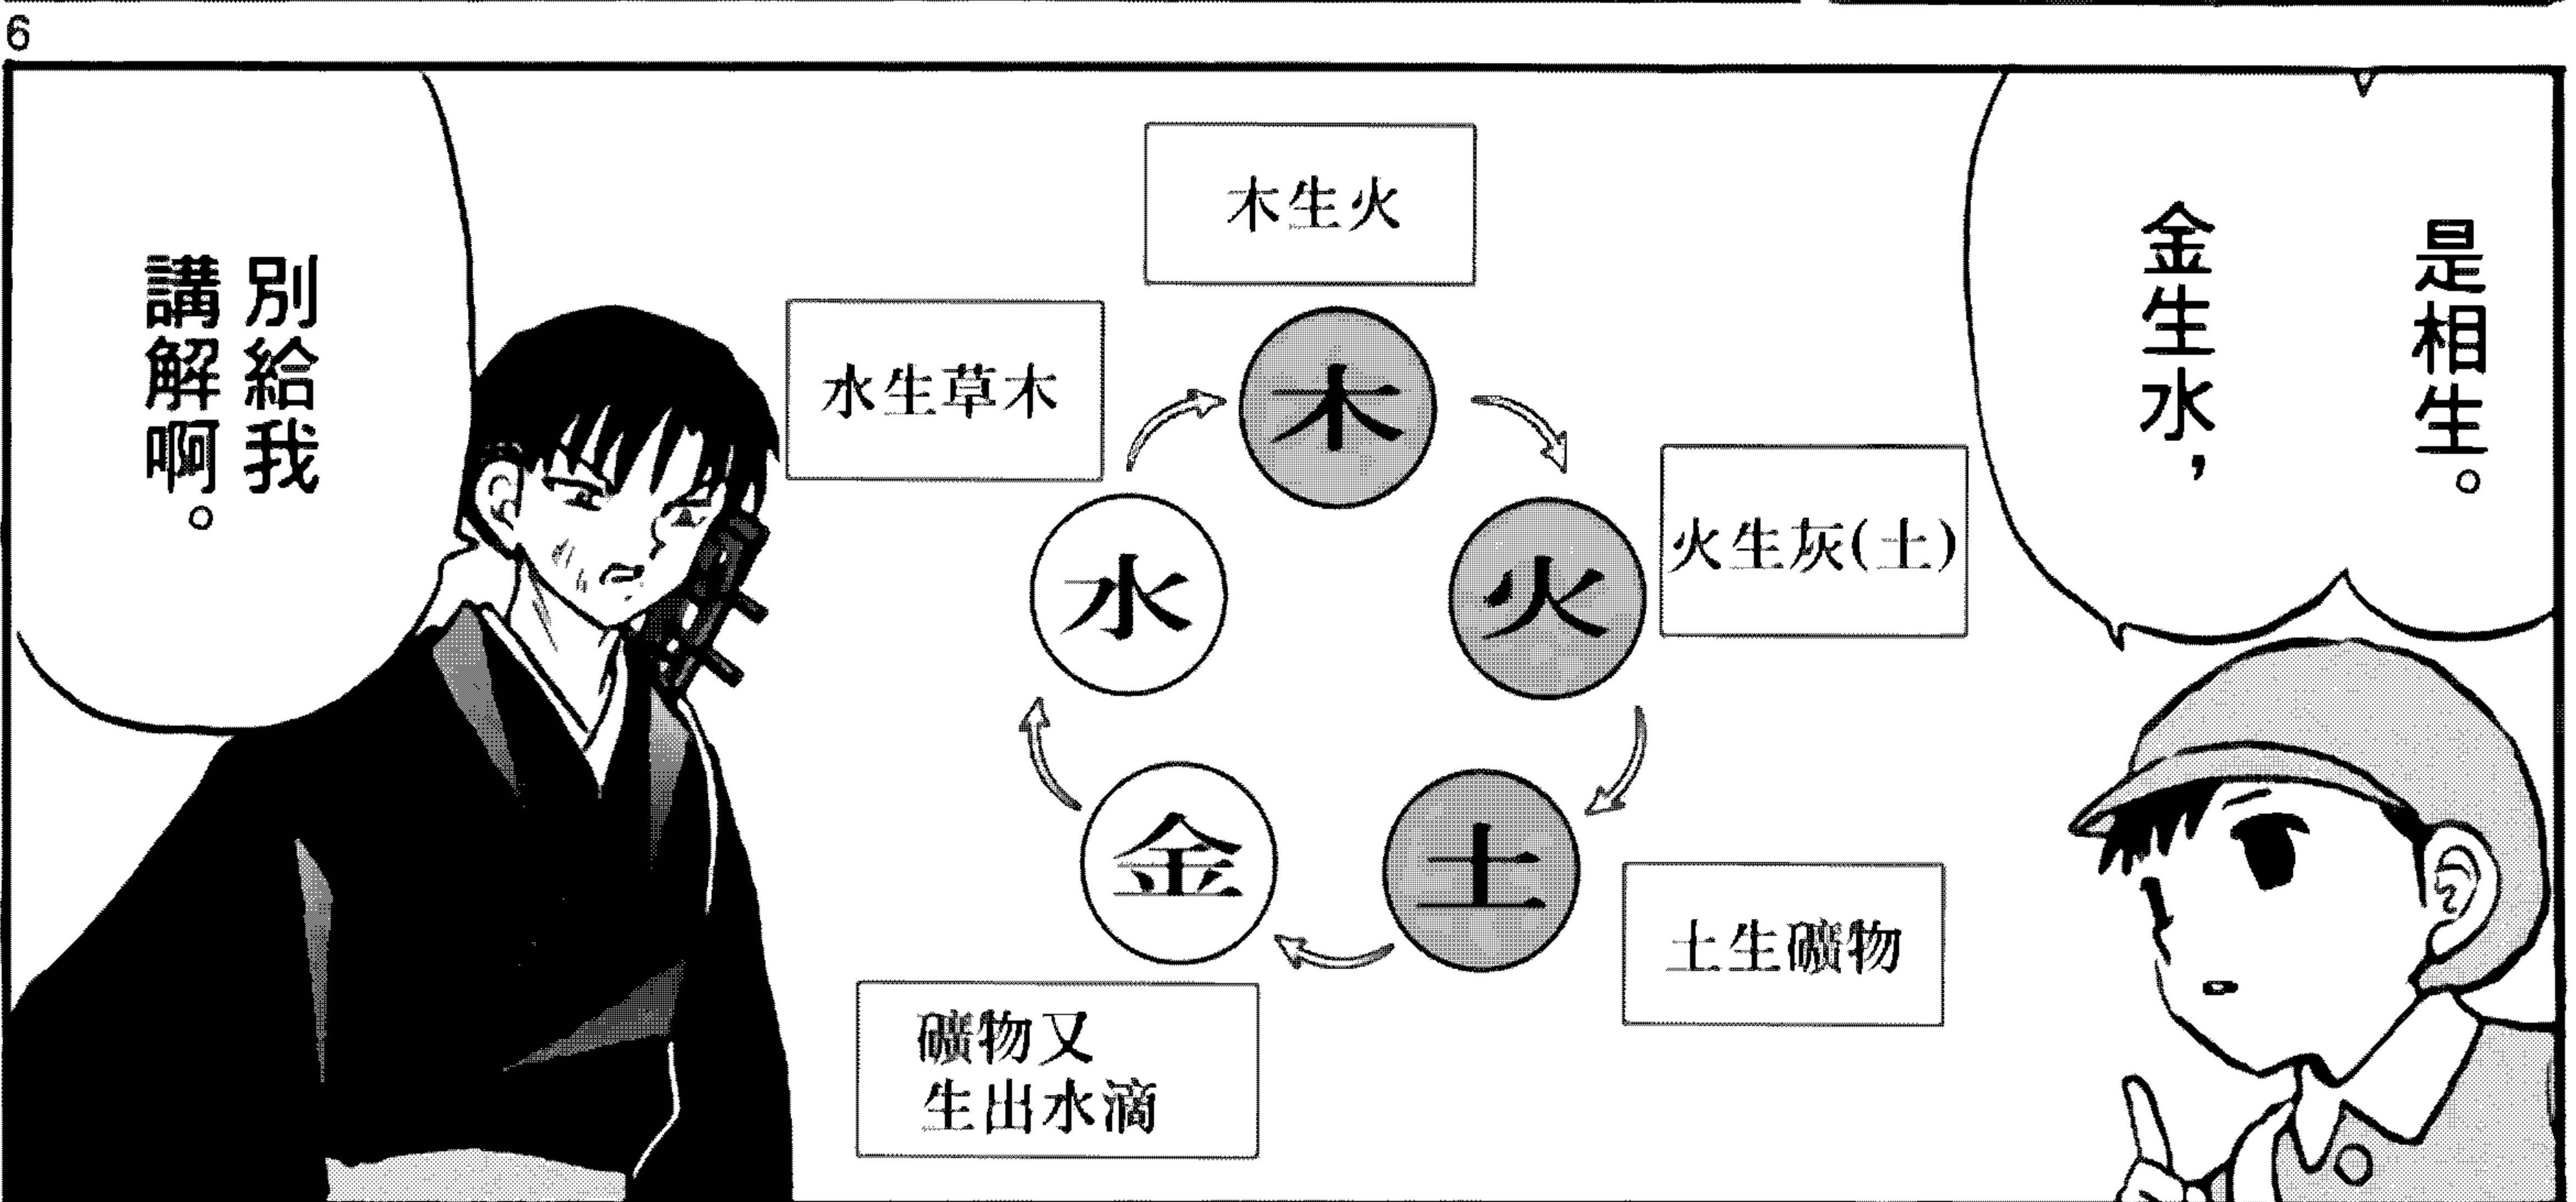 6
是相生。
金生水，
木生火
水生草木
火生灰(土)
土生礦物
礦物又
生出水滴
木
火
土
金
水
別給我
講解啊。